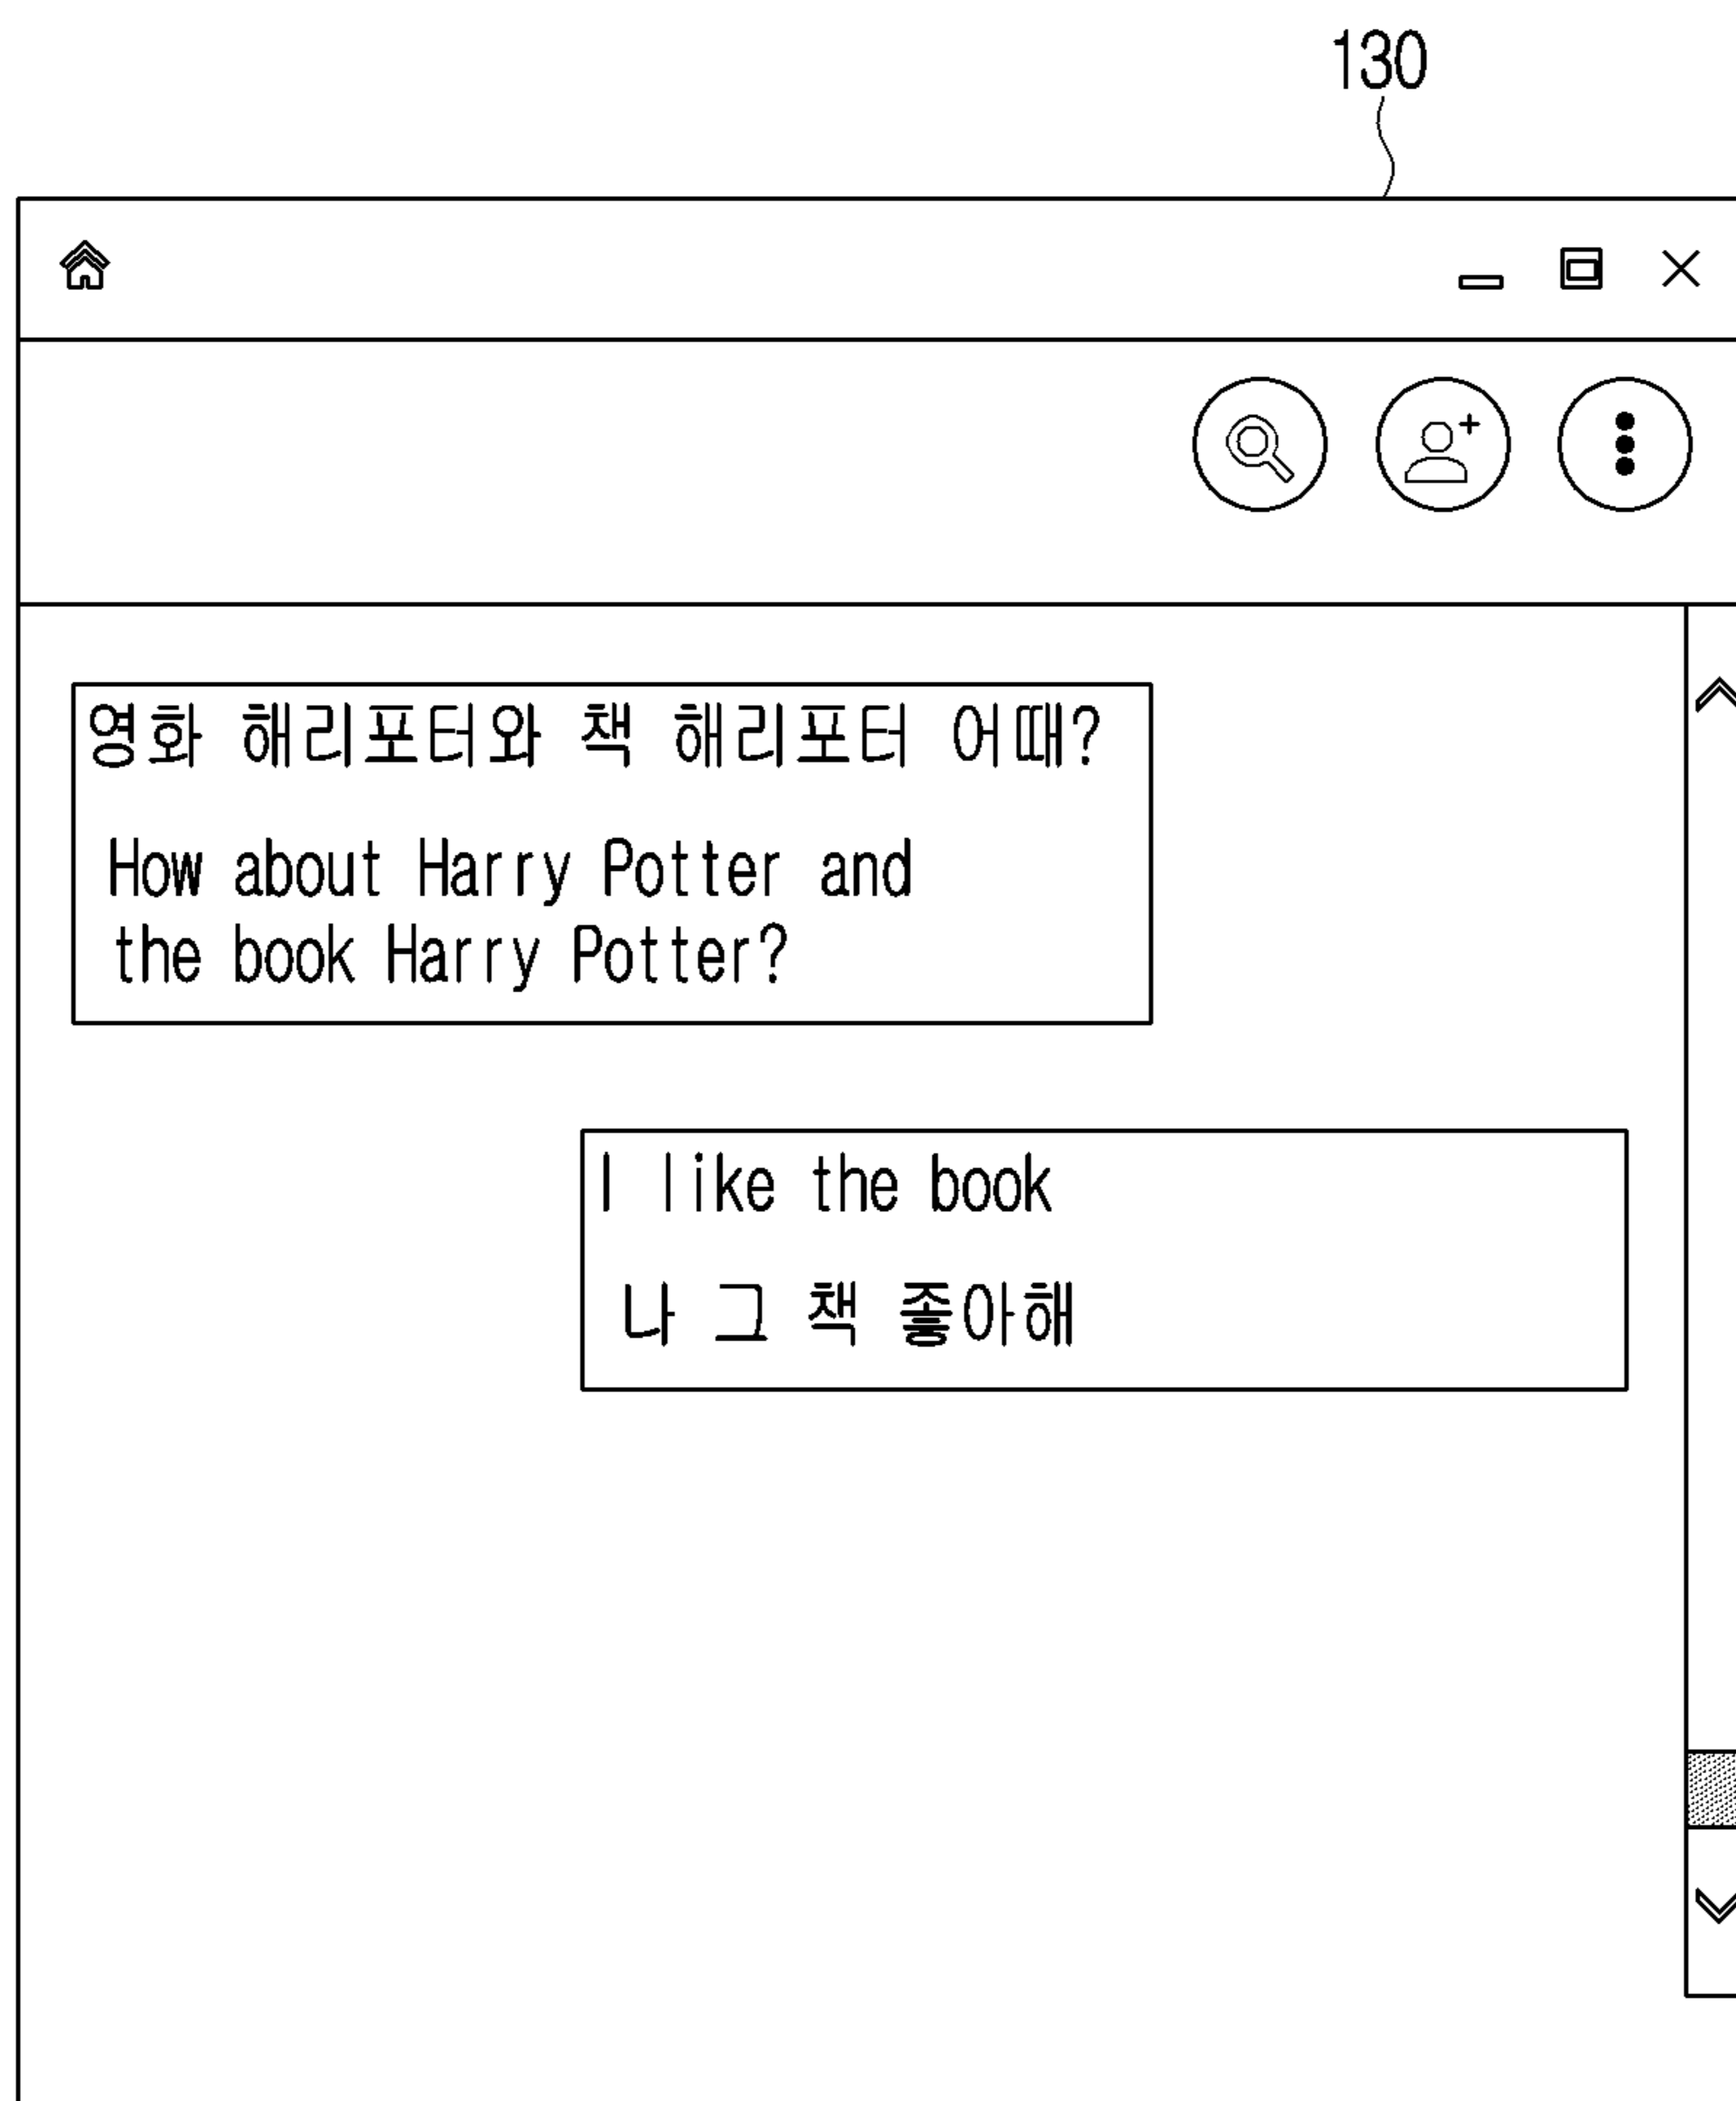 130
영화 해리포터와 책 해리포터 어때?
How about Harry Potter and
the book Harry Potter?
I like the book
나 그 책 좋아해